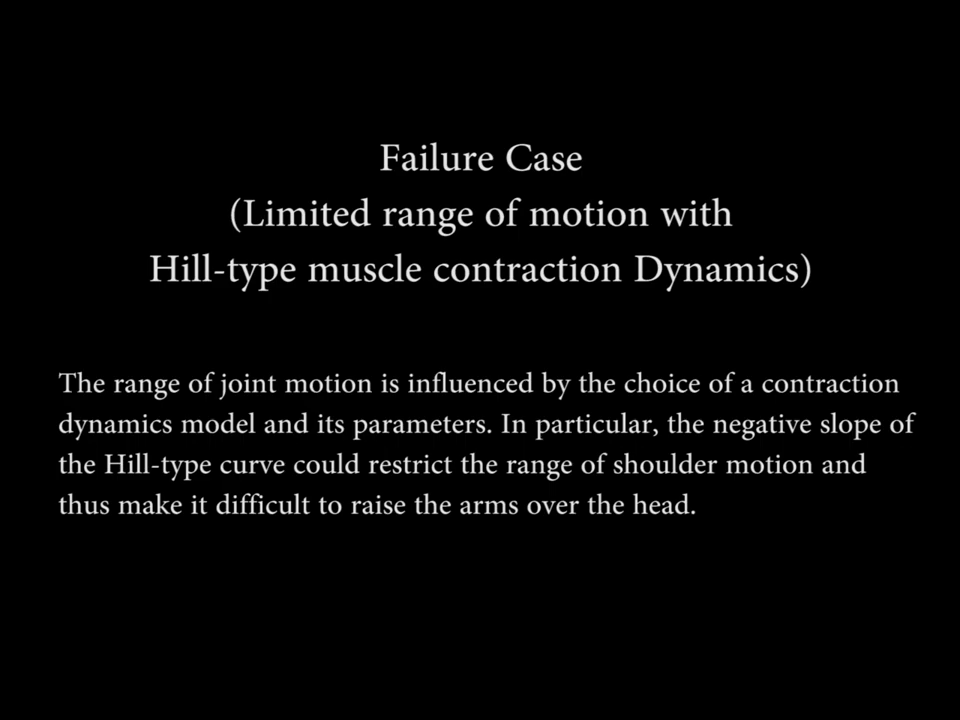 Failure Case
(Limited range of motion with
Hill-type muscle contraction Dynamics)
The range of joint motion is influenced by the choice of a contraction
dynamics model and its parameters. In particular, the negative slope of
the Hill-type curve could restrict the range of shoulder motion and
thus make it difficult to raise the arms over the head.